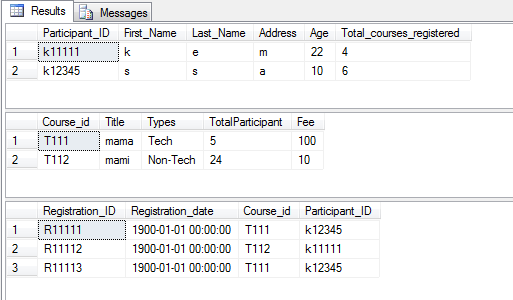 Results Messages
Participant_ID First_Name Last_Name Address Age Total_courses_registered
1 k11111 k e m 22 4
2 k12345 s s a 10 6
Course_id Title Types TotalParticipant Fee
1 T111 mama Tech 5 100
2 T112 mami Non-Tech 24 10
Registration_ID Registration_date Course_id Participant_ID
1 R11111 1900-01-01 00:00:00 T111 k12345
2 R11112 1900-01-01 00:00:00 T112 k11111
3 R11113 1900-01-01 00:00:00 T111 k12345